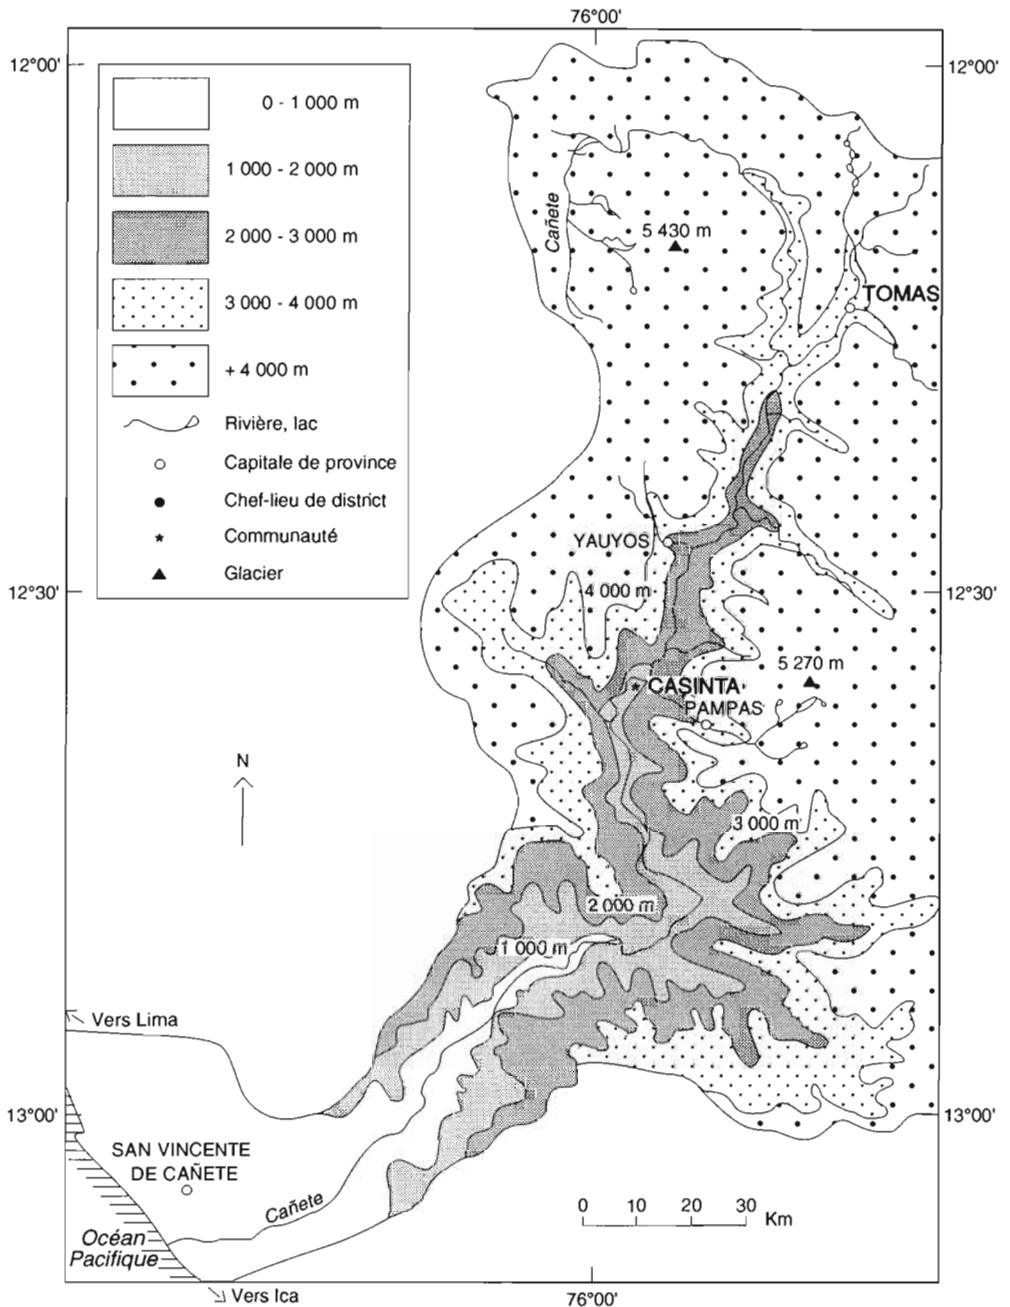 76°00'
12°00'
12°00'
0 - 1 000 m
1 000 - 2 000 m
2 000 - 3 000 m
3 000 - 4 000 m
+ 4 000 m
Rivière, lac
Capitale de province
Chef-lieu de district
Communauté
Glacier
Cañete
5 430 m
TOMAS
YAUYOS
4 000 m
12°30'
12°30'
5 270 m
CASINTA
PAMPAS
N
3 000 m
2 000 m
1 000 m
Vers Lima
13°00'
13°00'
SAN VINCENTE
DE CAÑETE
Cañete
0 10 20 30
Km
Océan
Pacifique
Vers Ica
76°00'